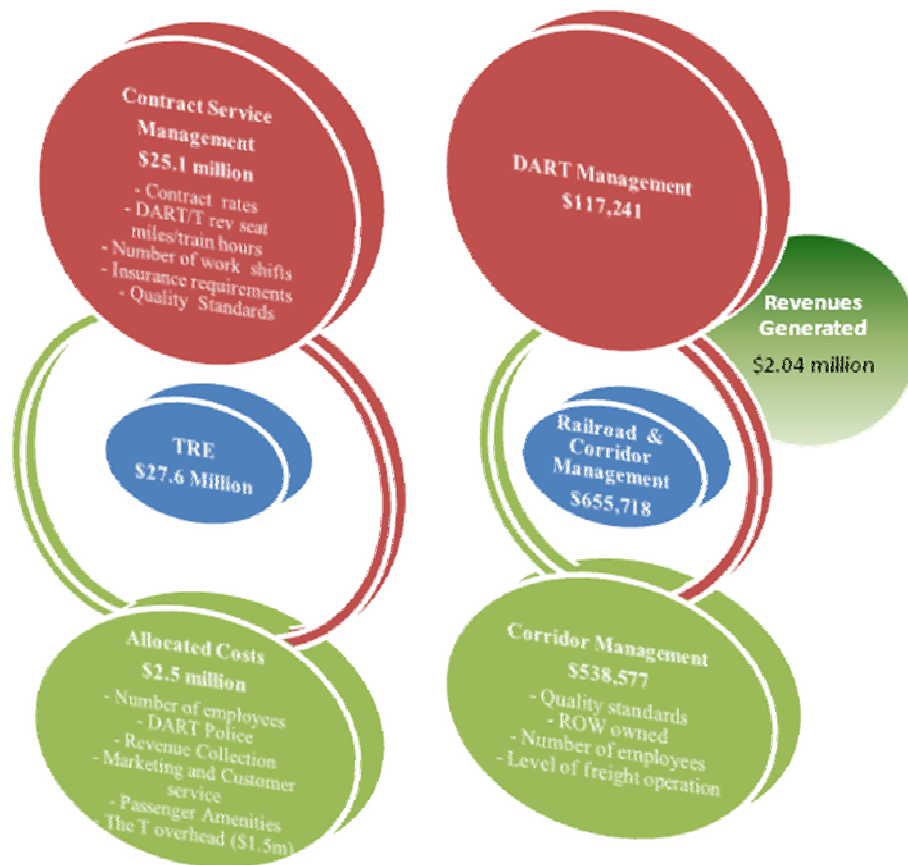 Contract Service
Management
$25.1 million
- Contract rates
- DART/T rev seat
miles/train hours
- Number of work shifts
- Insurance requirements
- Quality Standards
TRE
$27.6 Million
Allocated Costs
$2.5 million
- Number of employees
- DART Police
- Revenue Collection
- Marketing and Customer
service
- Passenger Amenities
- The T overhead ($1.5m)
DART Management
$117,241
Revenues
Generated
$2.04 million
Railroad &
Corridor
Management
$655,718
Corridor Management
$538,577
- Quality standards
- ROW owned
- Number of employees
- Level of freight operation